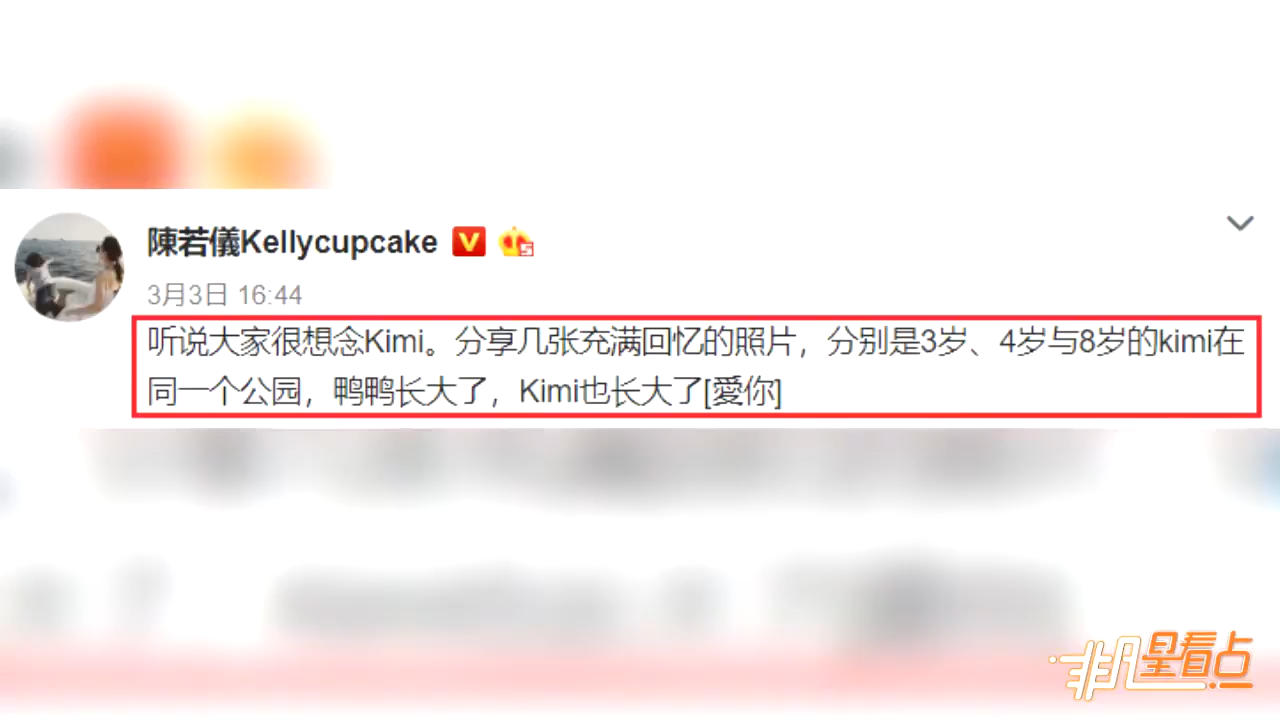 陳若儀Kellycupcake
3月3日 16:44
听说大家很想念Kimi。分享几张充满回忆的照片，分别是3岁、4岁与8岁的kimi在
同一个公园，鸭鸭长大了，Kimi也长大了[愛你]
非凡星看点